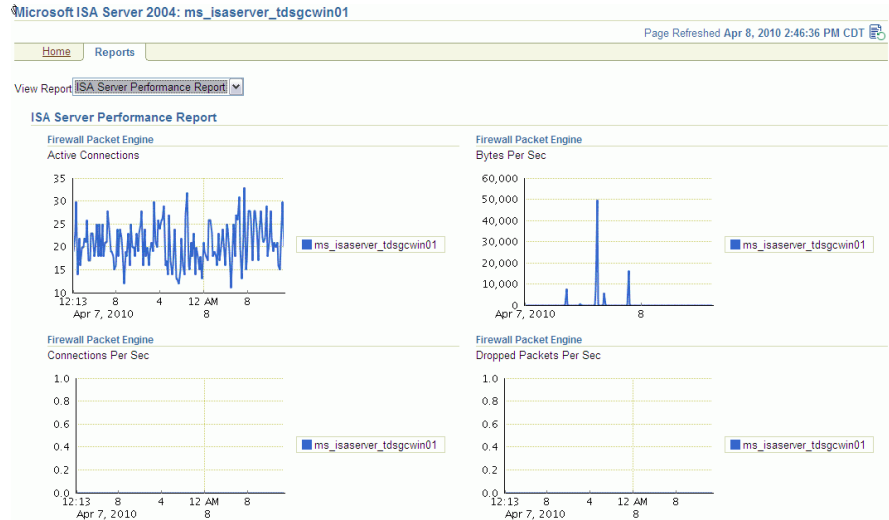 Microsoft ISA Server 2004: ms_isaserver_tdsgcwin01
Page Refreshed Apr 8, 2010 2:46:36 PM CDT
Home Reports
View Report ISA Server Performance Report
ISA Server Performance Report
Firewall Packet Engine
Active Connections
35
30
25
20
15
10
12:13 8 4 12 AM 8
Apr 7, 2010 8
ms_isaserver_tdsgcwin01
Firewall Packet Engine
Bytes Per Sec
60,000
50,000
40,000
30,000
20,000
10,000
0
Apr 7, 2010 8
ms_isaserver_tdsgcwin01
Firewall Packet Engine
Connections Per Sec
1.0
0.8
0.6
0.4
0.2
0.0
12:13 8 4 12 AM 8
Apr 7, 2010 8
ms_isaserver_tdsgcwin01
Firewall Packet Engine
Dropped Packets Per Sec
1.0
0.8
0.6
0.4
0.2
0.0
12:13 8 4 12 AM 8
Apr 7, 2010 8
ms_isaserver_tdsgcwin01